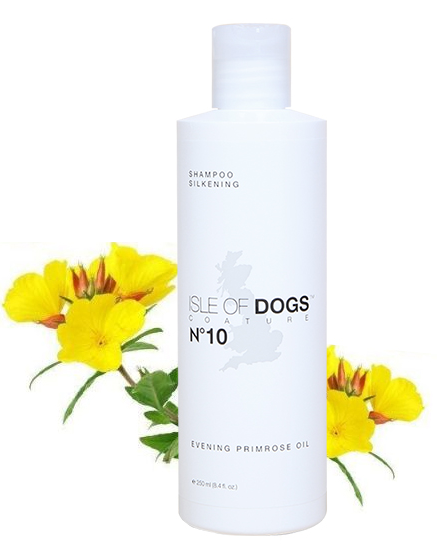 SHAMPOO
SILKENING
ISLE OF DOGS™
COATURE
N°10
EVENING PRIMROSE OIL
℮ 250 ml (8.4 fl. oz.)